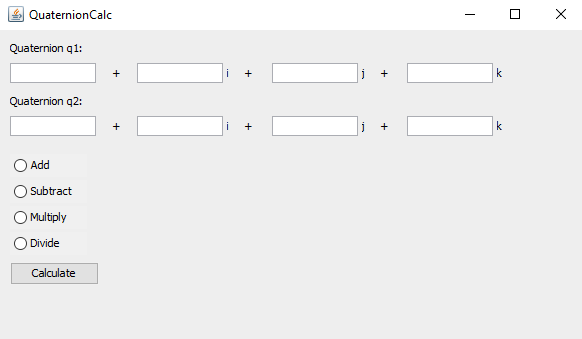 QuaternionCalc
Quaternion q1:
+ i + j + k
Quaternion q2:
+ i + j + k
Add
Subtract
Multiply
Divide
Calculate